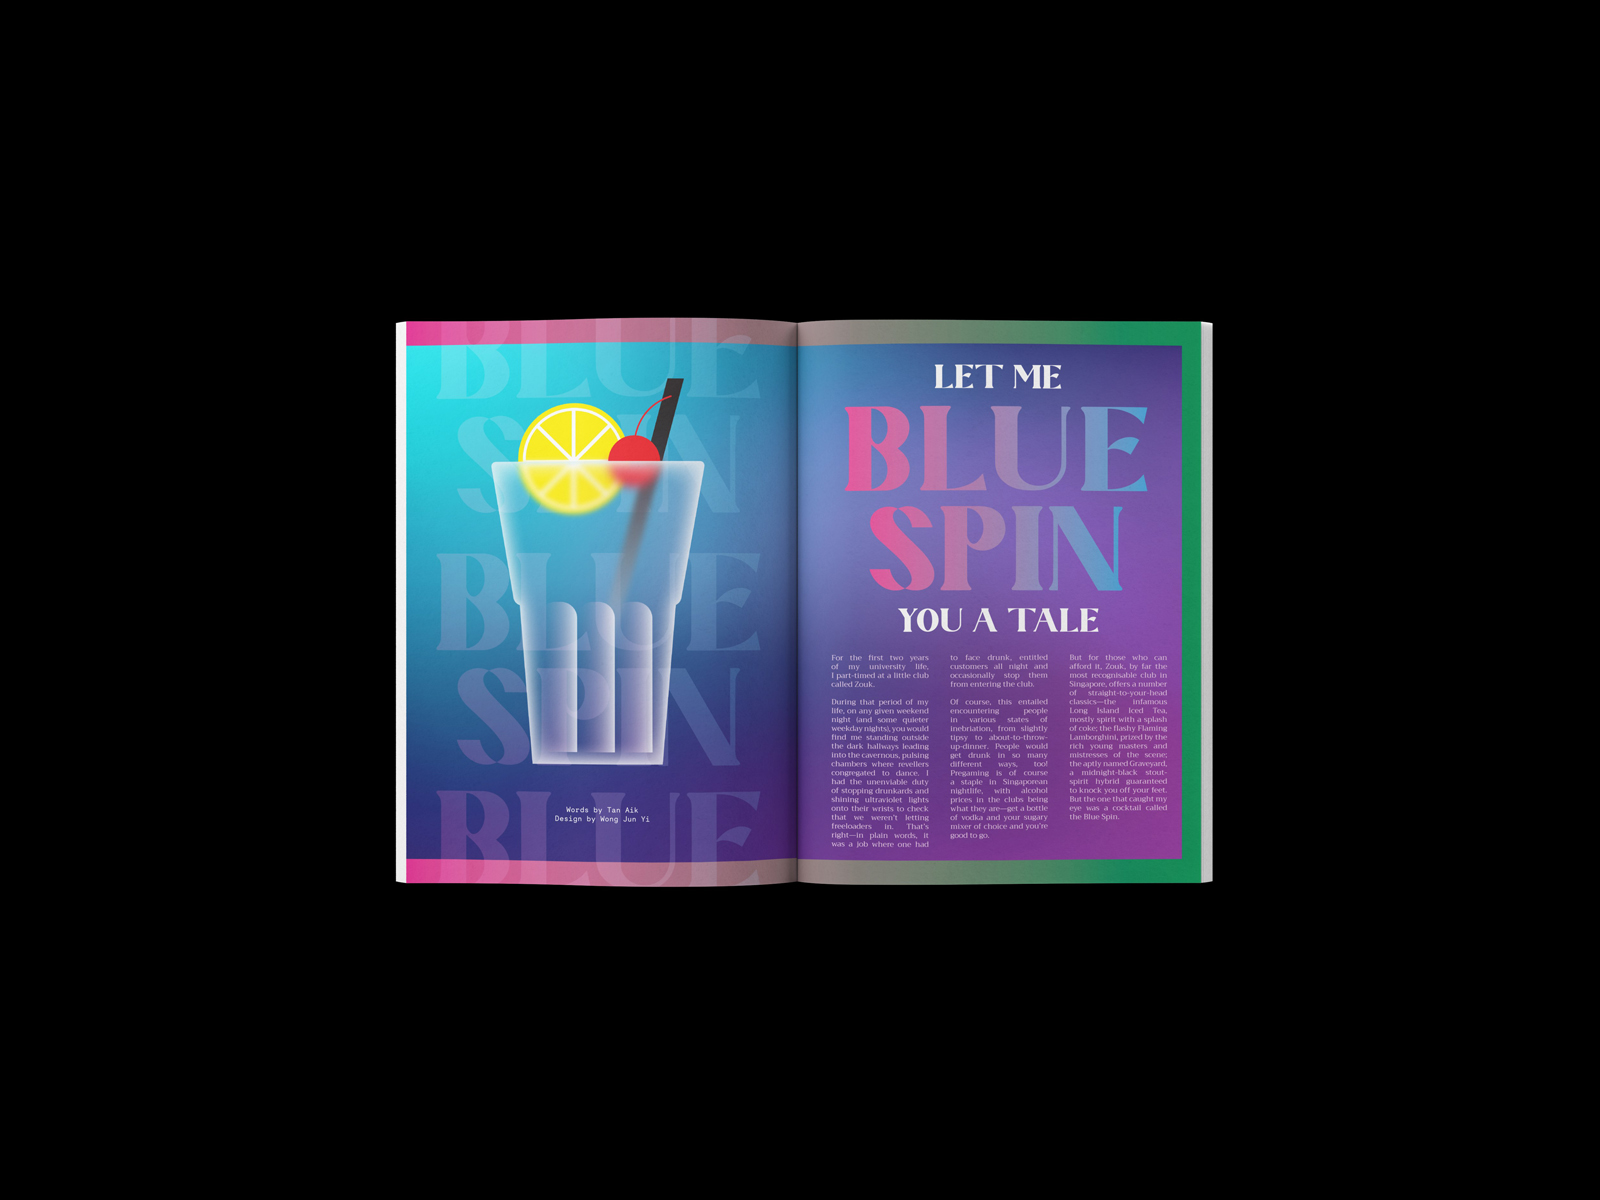 BLUE
SPIN
BLUE
SPIN
BLUE
Words by Tan Aik
Design by Wong Jun Yi
LET ME
BLUE
SPIN
YOU A TALE
For the first two years
of my university life,
I part-timed at a little club
called Zouk.
During that period of my
life, on any given weekend
night (and some quieter
weekday nights), you would
find me standing outside
the dark hallways leading
into the cavernous, pulsing
chambers where revellers
congregated to dance. I
had the unenviable duty
of stopping drunkards and
shining ultraviolet lights
onto their wrists to check
that we weren't letting
freeloaders in. That's
right—in plain words, it
was a job where one had
to face drunk, entitled
customers all night and
occasionally stop them
from entering the club.
Of course, this entailed
encountering people
in various states of
inebriation, from slightly
tipsy to about-to-throw-
up-dinner. People would
get drunk in so many
different ways, too!
Pregaming is of course
a staple in Singaporean
nightlife, with alcohol
prices in the clubs being
what they are—get a bottle
of vodka and your sugary
mixer of choice and you're
good to go.
But for those who can
afford it, Zouk, by far the
most recognisable club in
Singapore, offers a number
of straight-to-your-head
classics—the infamous
Long Island Iced Tea,
mostly spirit with a splash
of coke; the flashy Flaming
Lamborghini, prized by the
rich young masters and
mistresses of the scene;
the aptly named Graveyard,
a midnight-black stout-
spirit hybrid guaranteed
to knock you off your feet.
But the one that caught my
eye was a cocktail called
the Blue Spin.